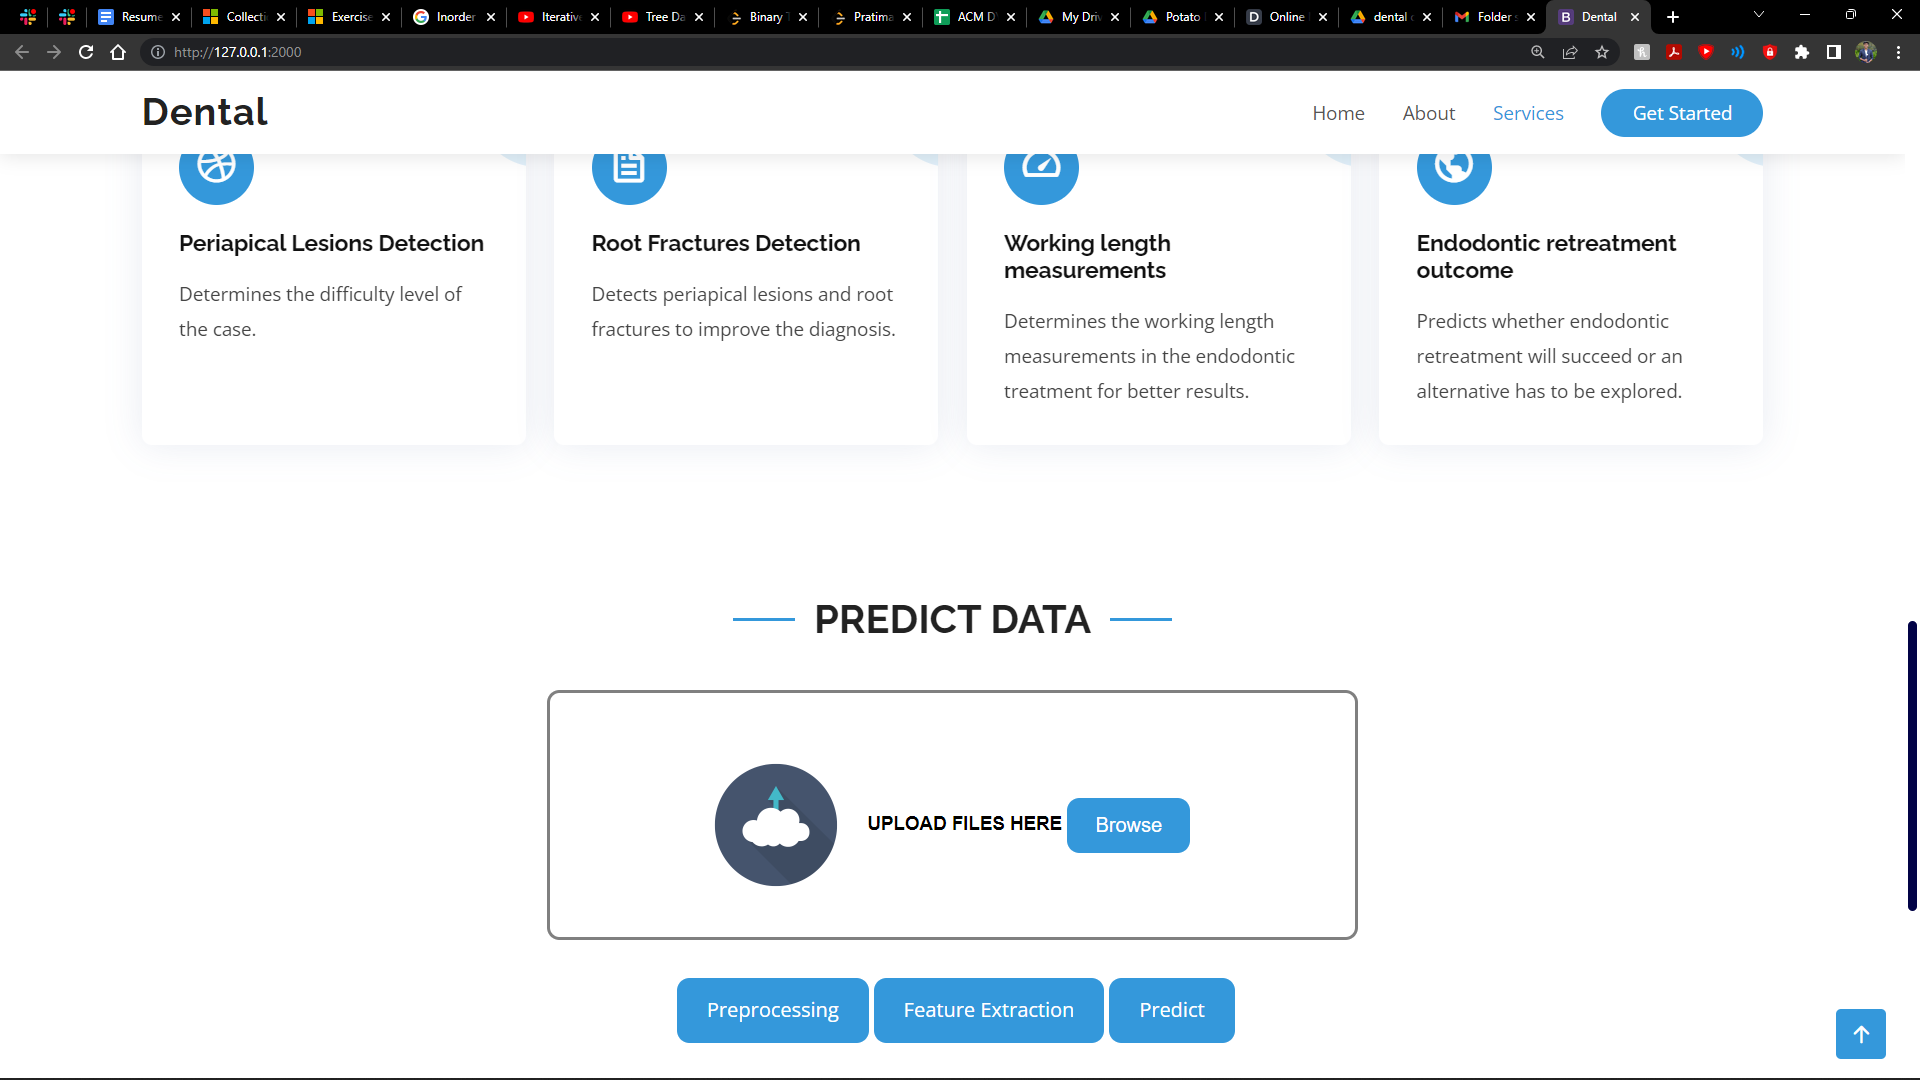 Resume
Collecti
Exercise
Inorder
Iterative
Tree Da
Binary T
Pratima
ACM D
My Driv
Potato
Online
dental
Folder
Dental
http://127.0.0.1:2000
Dental
Home
About
Services
Get Started
Periapical Lesions Detection
Determines the difficulty level of
the case.
Root Fractures Detection
Detects periapical lesions and root
fractures to improve the diagnosis.
Working length
measurements
Determines the working length
measurements in the endodontic
treatment for better results.
Endodontic retreatment
outcome
Predicts whether endodontic
retreatment will succeed or an
alternative has to be explored.
PREDICT DATA
UPLOAD FILES HERE
Browse
Preprocessing
Feature Extraction
Predict